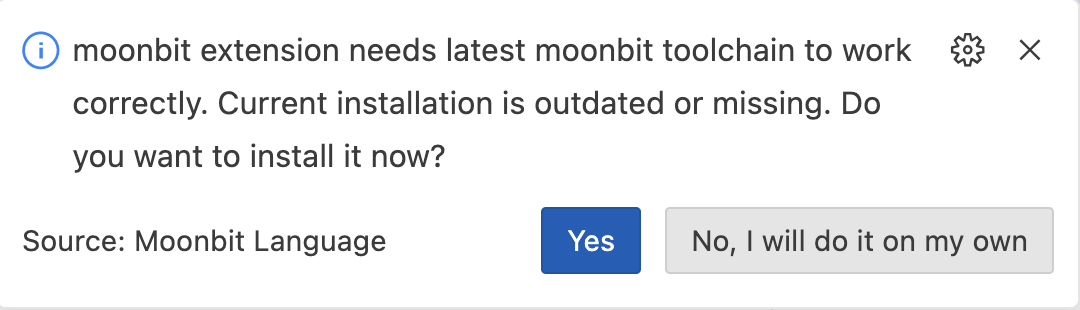 moonbit extension needs latest moonbit toolchain to work
correctly. Current installation is outdated or missing. Do
you want to install it now?
Source: Moonbit Language
Yes
No, I will do it on my own